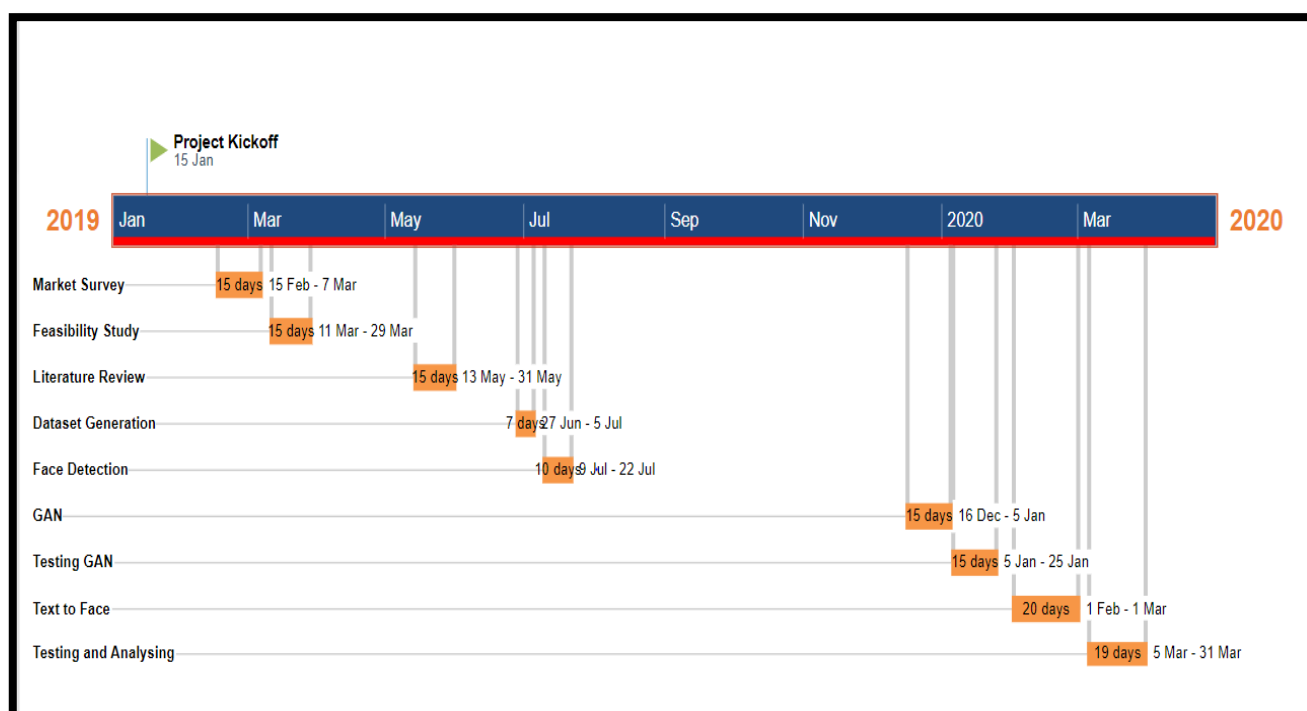 Project Kickoff
15 Jan
2019 Jan Mar May Jul Sep Nov 2020 Mar 2020
Market Survey 15 days 15 Feb - 7 Mar
Feasibility Study 15 days 11 Mar - 29 Mar
Literature Review 15 days 13 May - 31 May
Dataset Generation 7 days 27 Jun - 5 Jul
Face Detection 10 days 9 Jul - 22 Jul
GAN 15 days 16 Dec - 5 Jan
Testing GAN 15 days 5 Jan - 25 Jan
Text to Face 20 days 1 Feb - 1 Mar
Testing and Analysing 19 days 5 Mar - 31 Mar